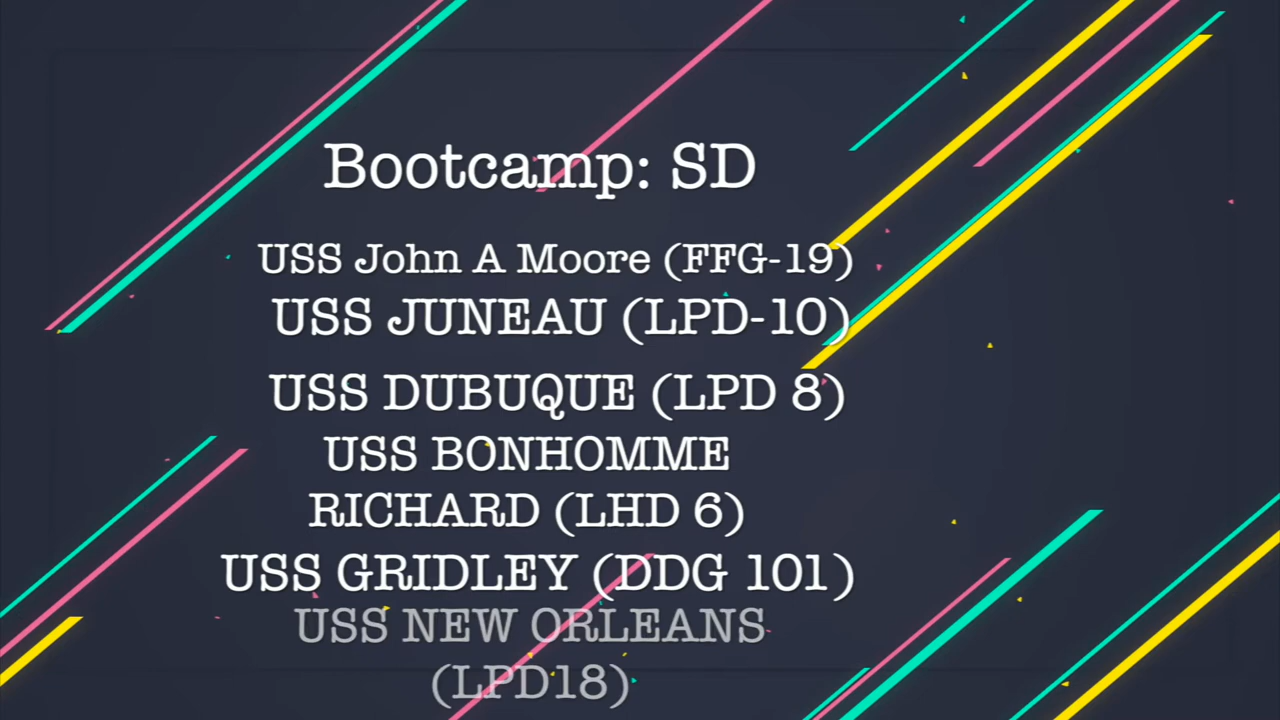 Bootcamp: SD
USS John A Moore (FFG-19)
USS JUNEAU (LPD-10)
USS DUBUQUE (LPD 8)
USS BONHOMME
RICHARD (LHD 6)
USS GRIDLEY (DDG 101)
USS NEW ORLEANS
(LPD18)